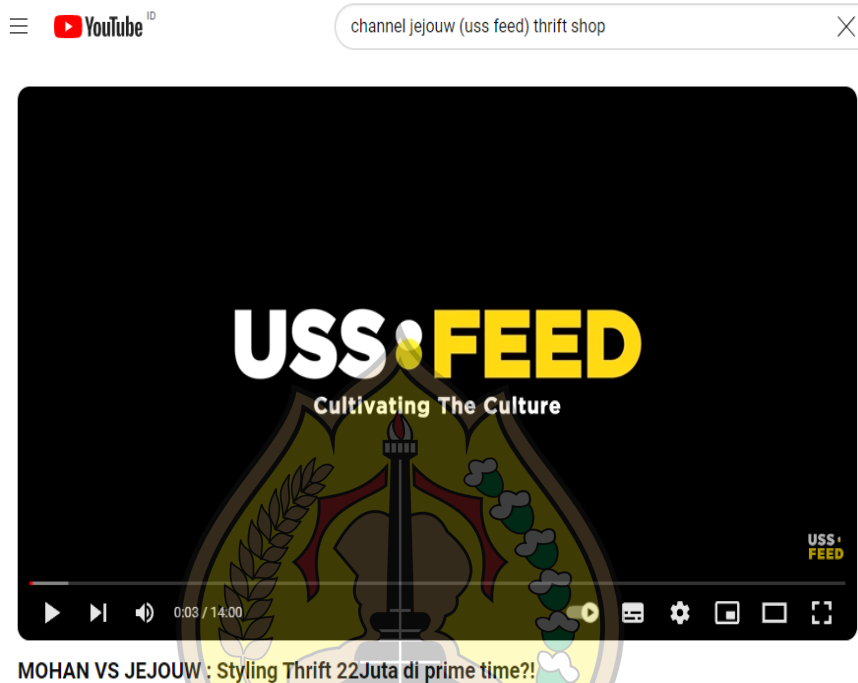 YouTube ID
channel jejouw (uss feed) thrift shop
USS FEED
Cultivating The Culture
USS
FEED
0:03 / 14:00
MOHAN VS JEJOUW : Styling Thrift 22Juta di prime time?!